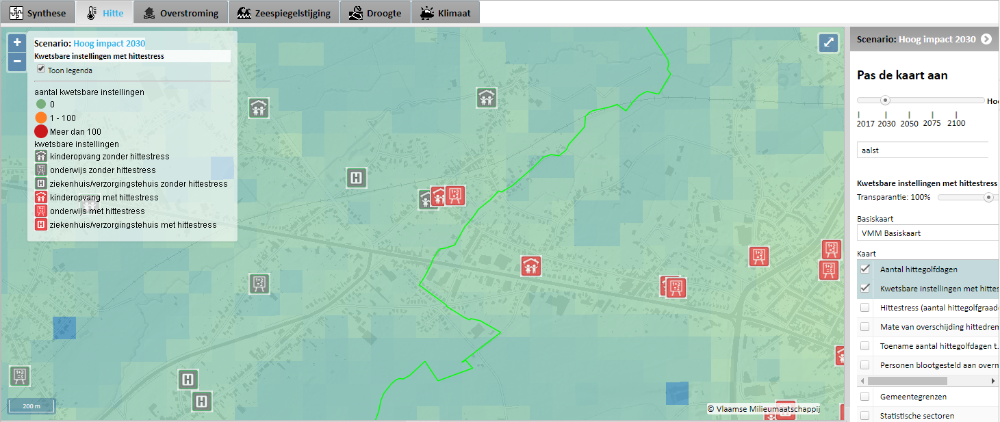 Synthese
Hitte
Overstroming
Zeespiegelstijging
Droogte
Klimaat
+
−
Scenario: Hoog impact 2030
Kwetsbare instellingen met hittestress
Toon legenda
aantal kwetsbare instellingen
0
1 - 100
Meer dan 100
kwetsbare instellingen
kinderopvang zonder hittestress
onderwijs zonder hittestress
ziekenhuis/verzorgingstehuis zonder hittestress
kinderopvang met hittestress
onderwijs met hittestress
ziekenhuis/verzorgingstehuis met hittestress
200 m
© Vlaamse Milieumaatschappij
Scenario: Hoog impact 2030
Pas de kaart aan
Hoo
2017 2030 2050 2075 2100
aalst
Kwetsbare instellingen met hittestress
Transparantie: 100%
Basiskaart
VMM Basiskaart
Kaart
Aantal hittegolfdagen
Kwetsbare instellingen met hittes
Hittestress (aantal hittegolfgraad
Mate van overschijding hittedrem
Toename aantal hittegolfdagen t.
Personen blootgesteld aan overm
Gemeentegrenzen
Statistische sectoren